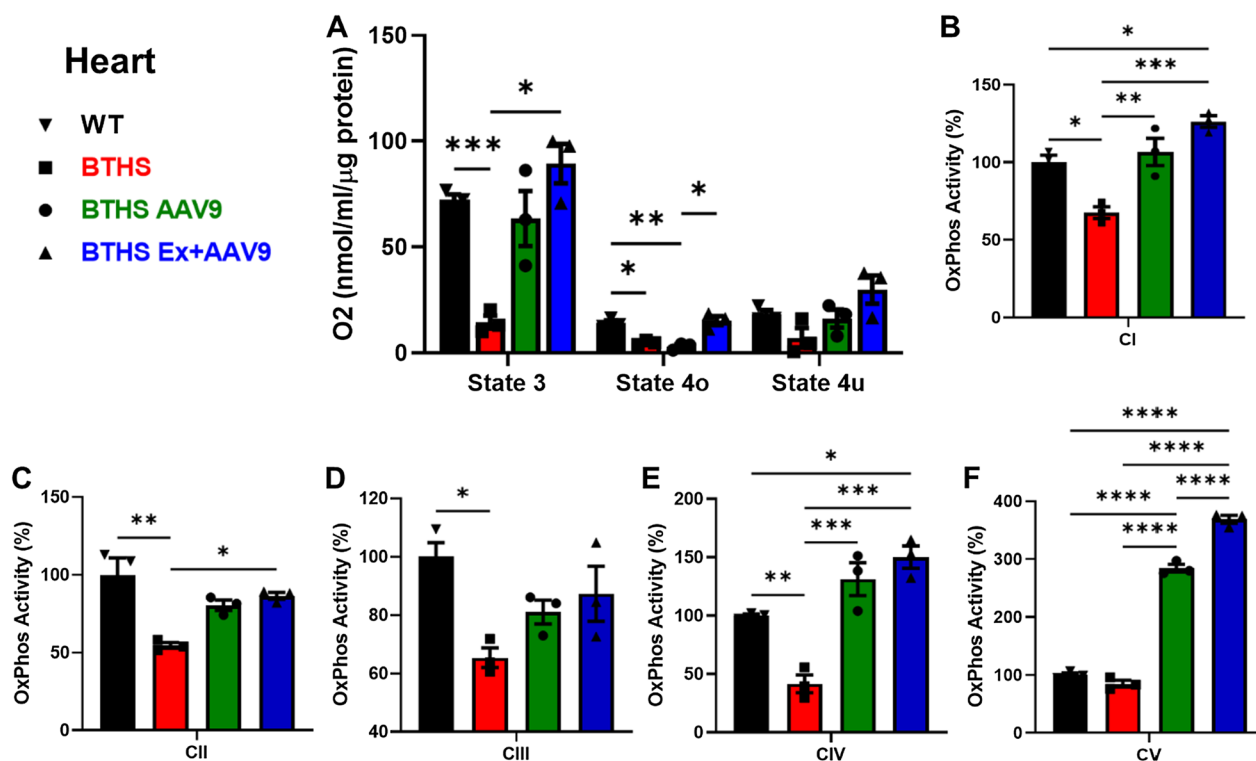 Heart
WT
BTHS
BTHS AAV9
BTHS Ex+AAV9
A
O2 (nmol/ml/µg protein)
150
100
50
0
***
*
*
**
*
State 3
State 4o
State 4u
B
OxPhos Activity (%)
150
100
50
0
*
***
**
*
CI
C
OxPhos Activity (%)
150
100
50
0
**
*
CII
D
OxPhos Activity (%)
120
100
80
60
40
*
CIII
E
OxPhos Activity (%)
200
150
100
50
0
*
***
***
**
CIV
F
OxPhos Activity (%)
400
300
200
100
0
****
****
****
****
****
CV